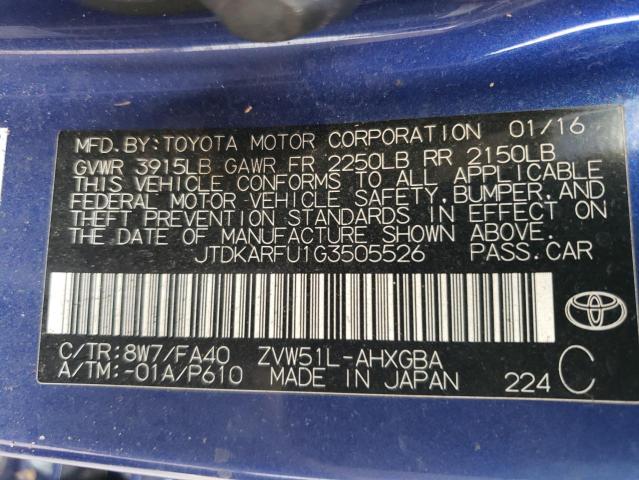 MFD.BY:TOYOTA MOTOR CORPORATION 01/16
GVWR 3915LB GAWR FR 2250LB RR 2150LB
THIS VEHICLE CONFORMS TO ALL APPLICABLE
FEDERAL MOTOR VEHICLE SAFETY,BUMPER,AND
THEFT PREVENTION STANDARDS IN EFFECT ON
THE DATE OF MANUFACTURE SHOWN ABOVE.
JTDKARFU1G3505526 PASS.CAR
C/TR:8W7/FA40 ZVW51L-AHXGBA
A/TM:-01A/P610 MADE IN JAPAN 224 C